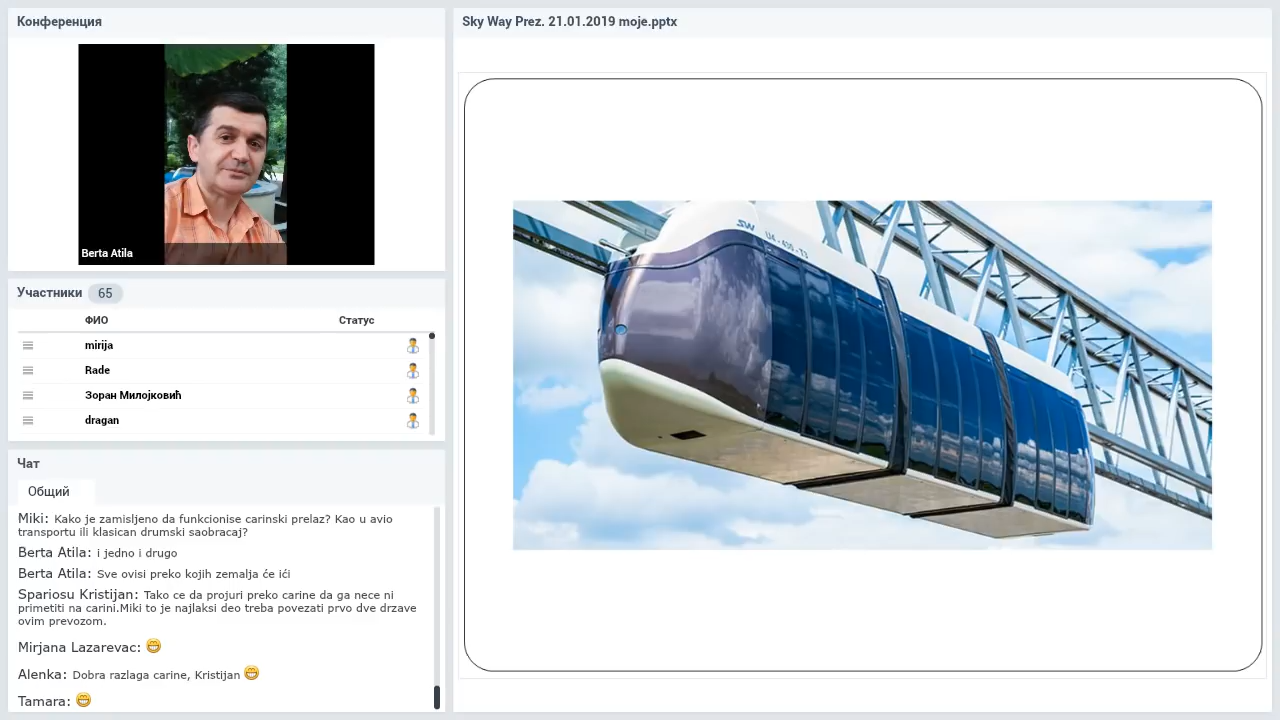 Конференция
Berta Atila
Участники 65
ФИО Статус
mirija
Rade
Зоран Милојковић
dragan
Чат
Общий
Miki: Kako je zamisljeno da funkcionise carinski prelaz? Kao u avio
transportu ili klasican drumski saobracaj?
Berta Atila: i jedno i drugo
Berta Atila: Sve ovisi preko kojih zemalja će ići
Spariosu Kristijan: Tako ce da projuri preko carine da ga nece ni
primetiti na carini.Miki to je najlaksi deo treba povezati prvo dve drzave
ovim prevozom.
Mirjana Lazarevac: 😁
Alenka: Dobra razlaga carine, Kristijan 😁
Tamara: 😁
Sky Way Prez. 21.01.2019 moje.pptx
SW